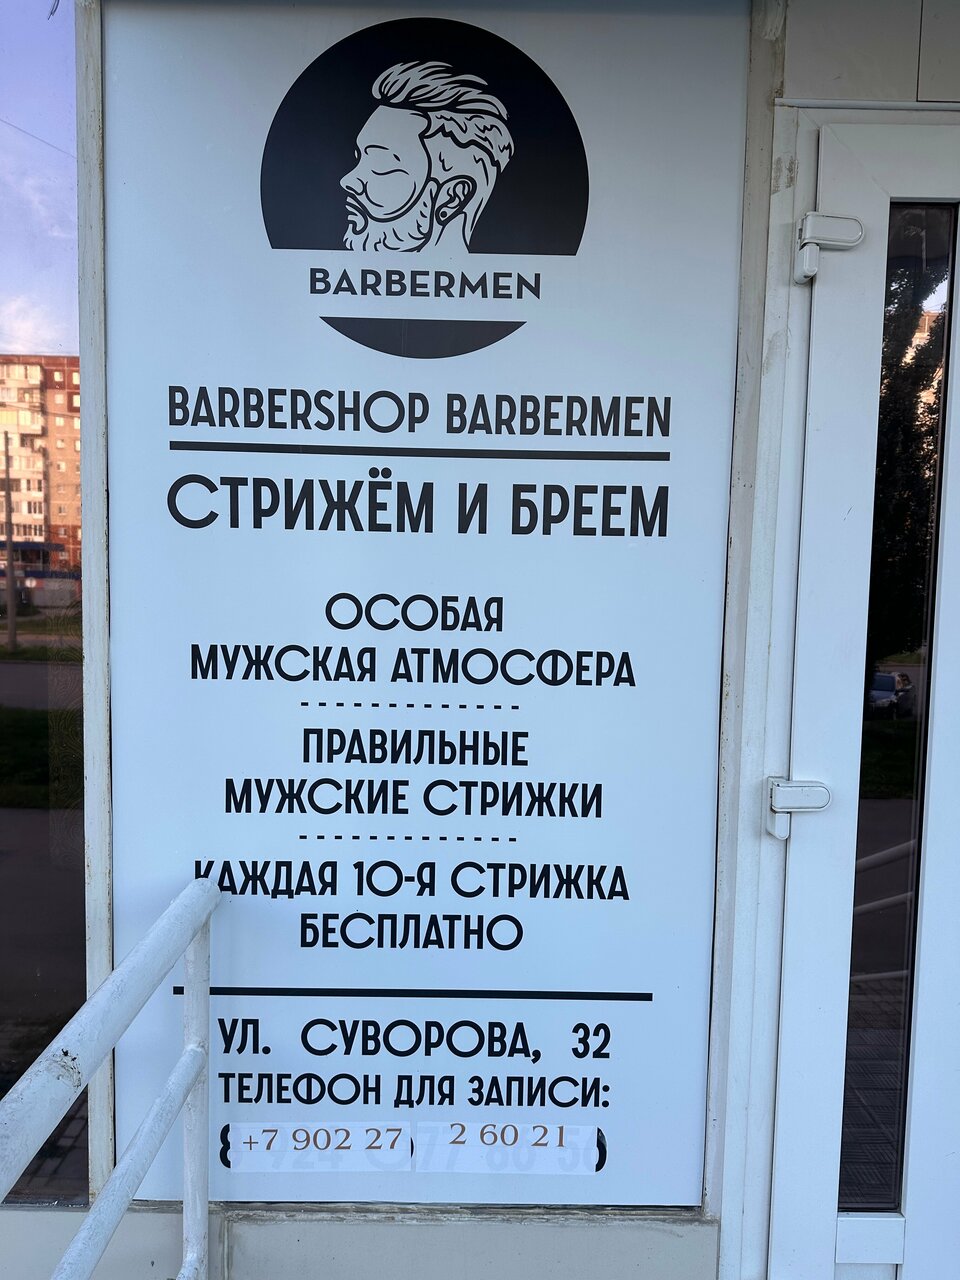 BARBERMEN
BARBERSHOP BARBERMEN
СТРИЖЁМ И БРЕЕМ
ОСОБАЯ
МУЖСКАЯ АТМОСФЕРА
ПРАВИЛЬНЫЕ
МУЖСКИЕ СТРИЖКИ
КАЖДАЯ 10-Я СТРИЖКА
БЕСПЛАТНО
УЛ. СУВОРОВА, 32
ТЕЛЕФОН ДЛЯ ЗАПИСИ:
+7 902 27 2 60 21